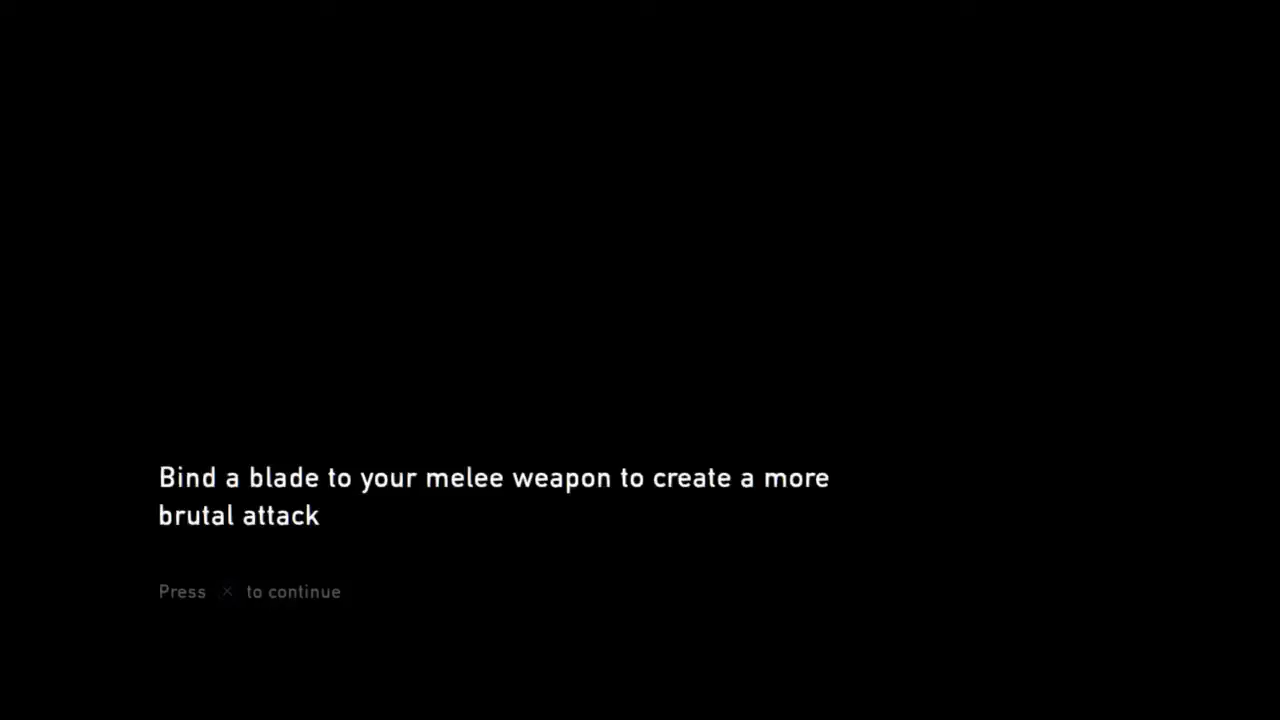 Bind a blade to your melee weapon to create a more
brutal attack
Press × to continue